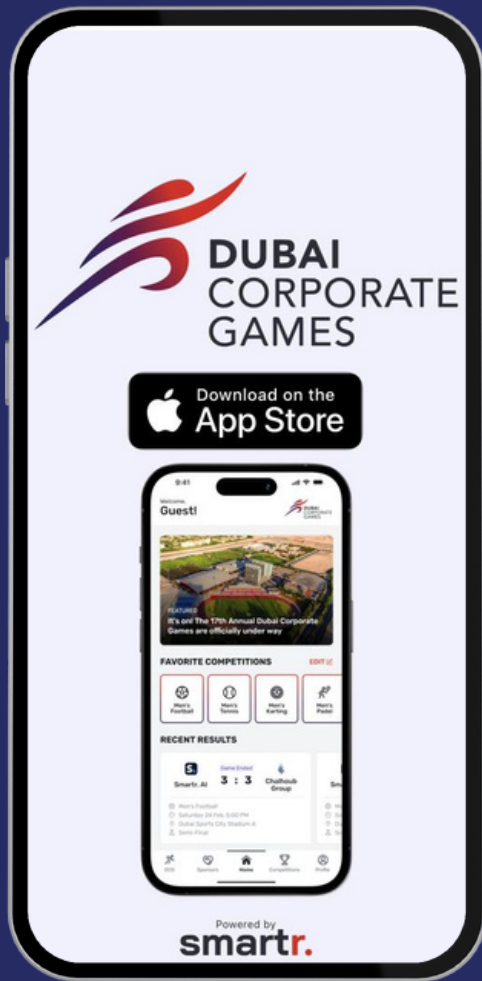 DUBAI
CORPORATE
GAMES
Download on the
App Store
9:41
Welcome,
Guest!
DUBAI
CORPORATE
GAMES
FEATURED
It's on! The 17th Annual Dubai Corporate
Games are officially under way
FAVORITE COMPETITIONS
EDIT
Men's
Football
Men's
Tennis
Men's
Karting
Men's
Padel
RECENT RESULTS
S.
Smartr. AI
Game Ended
3 : 3
Chalhoub
Group
Men's Football
Saturday 24 Feb, 5:00 PM
Dubai Sports City, Stadium A
Semi-Final
Sponsors
Home
Competitions
Profile
Powered by
smartr.